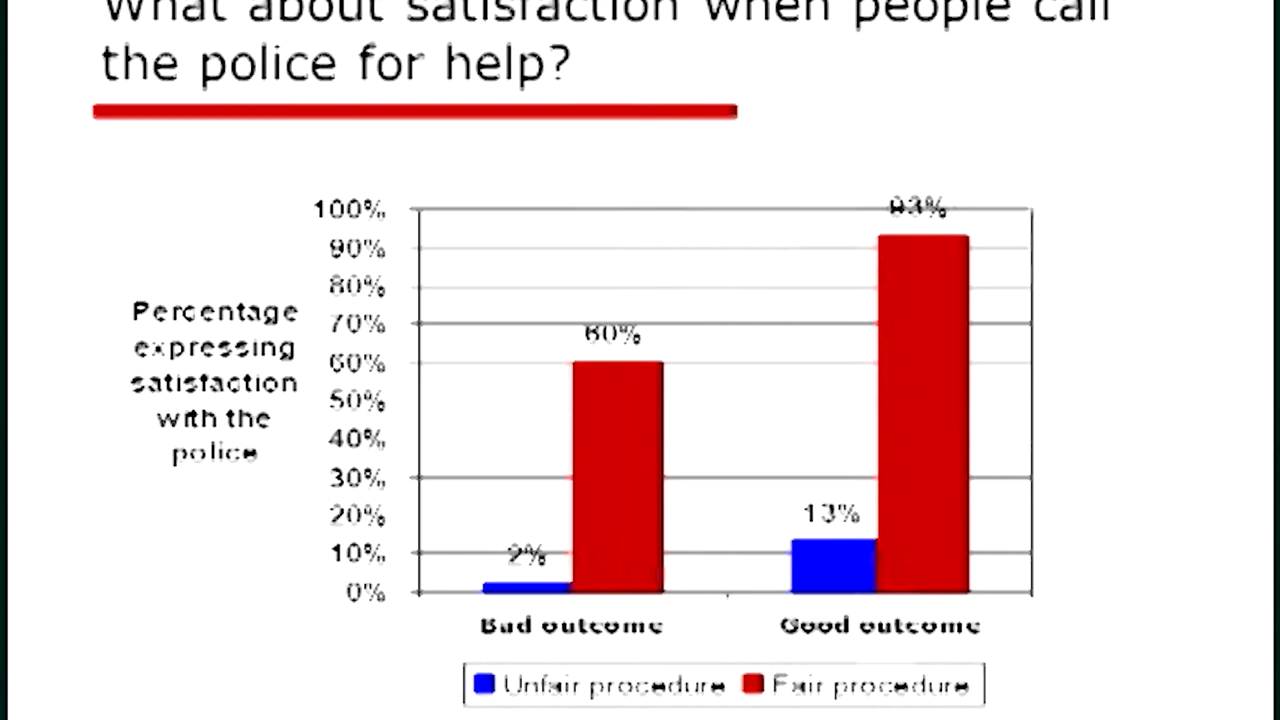 What about satisfaction when people call
the police for help?
100%
90%
80%
70%
60%
50%
40%
30%
20%
10%
0%
Percentage
expressing
satisfaction
with the
police
2%
60%
13%
93%
Bad outcome
Good outcome
Unfair procedure
Fair procedure